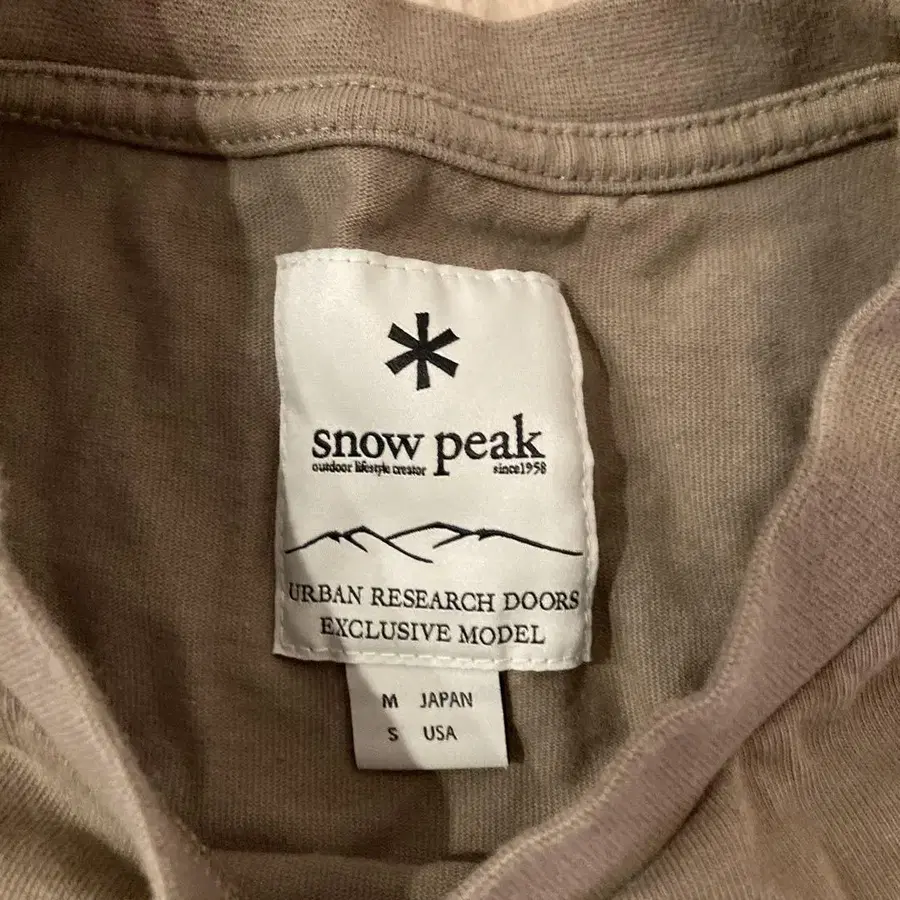 snow peak
outdoor lifestyle creator since1958
URBAN RESEARCH DOORS
EXCLUSIVE MODEL
M JAPAN
S USA